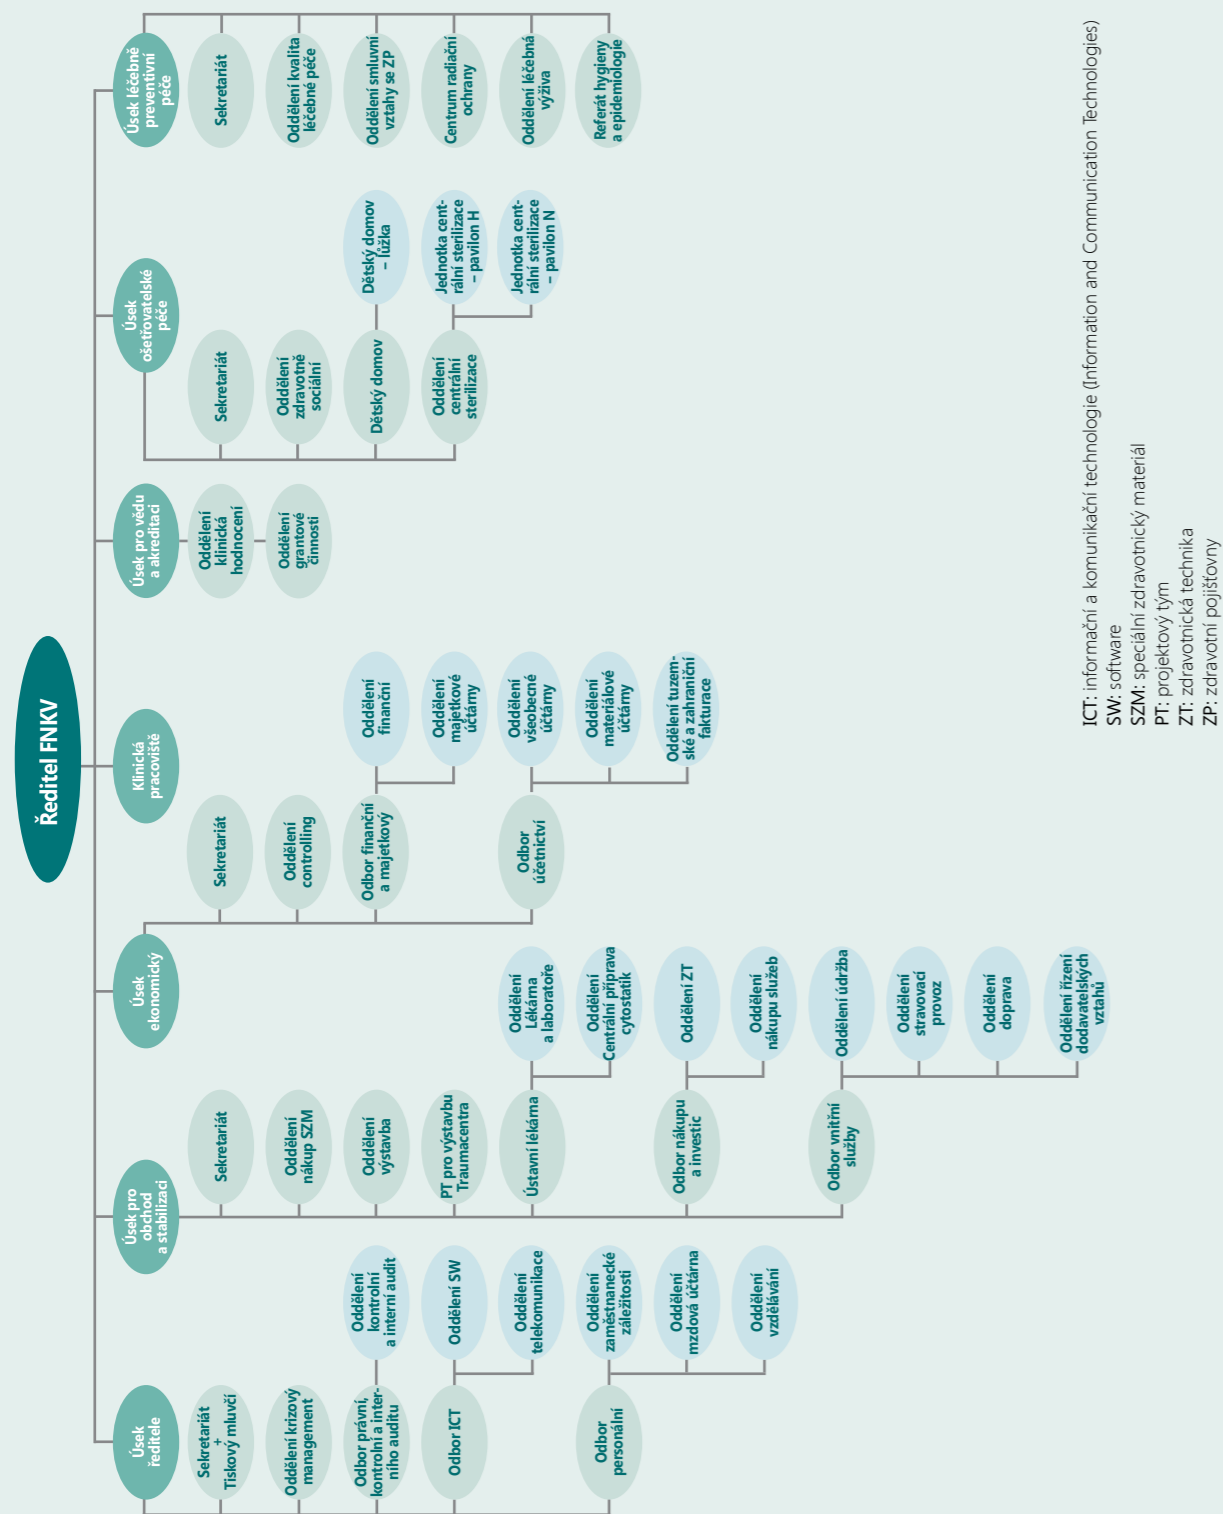 Ředitel FNKV
Úsek
ředitele
Sekretariát
+
Tiskový mluvčí
Oddělení krizový
management
Odbor právní,
kontrolní a inter-
ního auditu
Oddělení
kontrolní
a interní audit
Odbor ICT
Oddělení SW
Oddělení
telekomunikace
Odbor
personální
Oddělení
zaměstnanecké
záležitosti
Oddělení
mzdová účtárna
Oddělení
vzdělávání
Úsek pro
obchod
a stabilizaci
Sekretariát
Oddělení
nákup SZM
Oddělení
výstavba
PT pro výstavbu
Traumacentra
Ústavní lékárna
Oddělení
Lékárna
a laboratoře
Oddělení
Centrální příprava
cytostatik
Odbor nákupu
a investic
Oddělení ZT
Oddělení
nákupu služeb
Odbor vnitřní
služby
Oddělení údržba
Oddělení
stravovací
provoz
Oddělení
doprava
Oddělení řízení
dodavatelských
vztahů
Úsek
ekonomický
Sekretariát
Oddělení
controlling
Odbor finanční
a majetkový
Oddělení
finanční
Oddělení
majetkové
účtárny
Odbor
účetnictví
Oddělení
všeobecné
účtárny
Oddělení
materiálové
účtárny
Oddělení tuzem-
ské a zahraniční
fakturace
Klinická
pracoviště
Úsek pro vědu
a akreditaci
Oddělení
klinická
hodnocení
Oddělení
grantové
činnosti
Úsek
ošetřovatelské
péče
Sekretariát
Oddělení
zdravotně
sociální
Dětský domov
Dětský domov
– lůžka
Oddělení
centrální
sterilizace
Jednotka cent-
rální sterilizace
– pavilon H
Jednotka cent-
rální sterilizace
– pavilon N
Úsek léčebně
preventivní
péče
Sekretariát
Oddělení kvalita
léčebné péče
Oddělení smluvní
vztahy se ZP
Centrum radiační
ochrany
Oddělení léčebná
výživa
Referát hygieny
a epidemiologie
ICT: informační a komunikační technologie (Information and Communication Technologies)
SW: software
SZM: speciální zdravotnický materiál
PT: projektový tým
ZT: zdravotnická technika
ZP: zdravotní pojišťovny